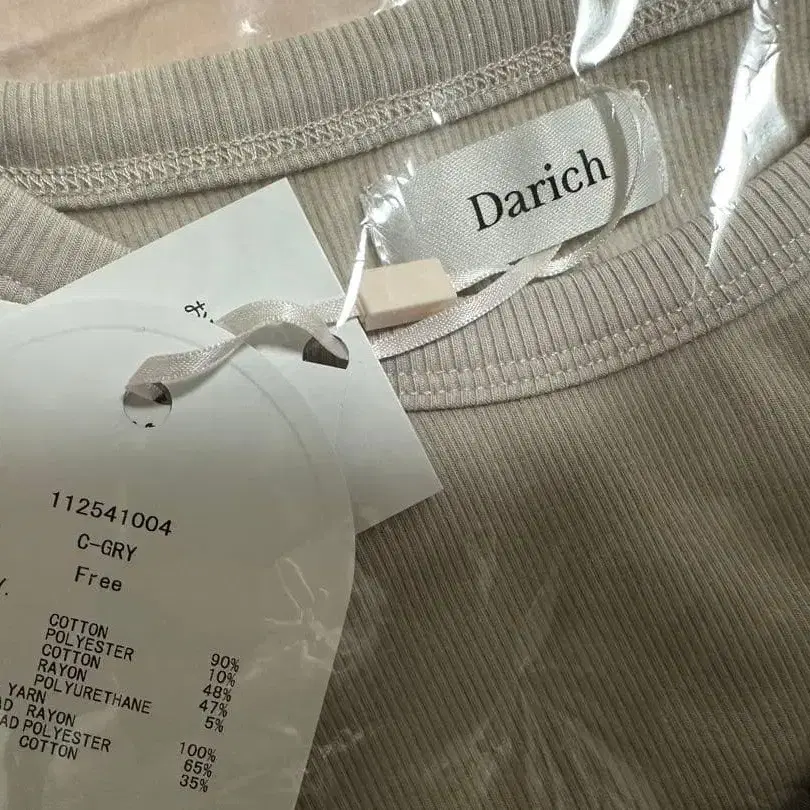 Darich
112541004
C-GRY
Free
COTTON 90%
POLYESTER 10%
COTTON 48%
RAYON 47%
POLYURETHANE 5%
YARN
RAYON 100%
POLYESTER 65%
COTTON 35%